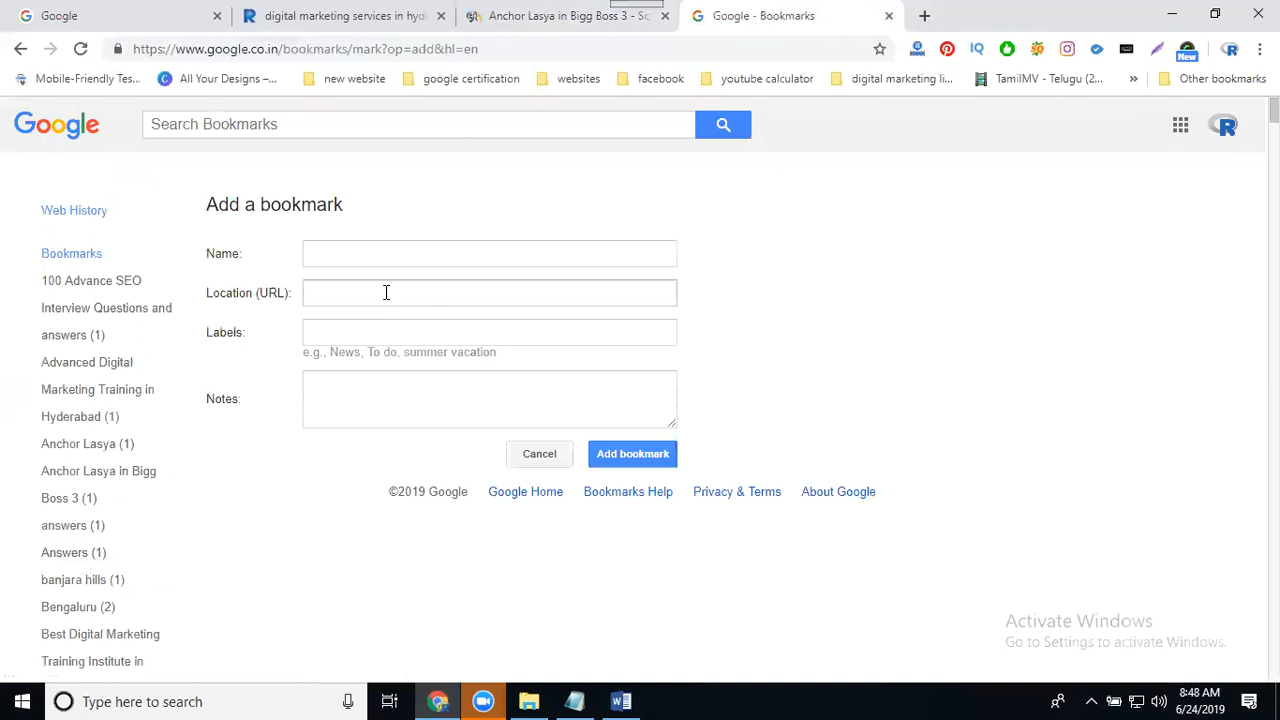 Google
digital marketing services in hyd
Anchor Lasya in Bigg Boss 3 - Sc
Google - Bookmarks
https://www.google.co.in/bookmarks/mark?op=add&hl=en
New
Mobile-Friendly Tes...
All Your Designs –...
new website
google certification
websites
facebook
youtube calculator
digital marketing li...
TamilMV - Telugu (2...
Other bookmarks
Google
Search Bookmarks
Add a bookmark
Web History
Name:
Bookmarks
Location (URL):
100 Advance SEO
Interview Questions and
answers (1)
Labels:
e.g., News, To do, summer vacation
Advanced Digital
Marketing Training in
Hyderabad (1)
Notes:
Anchor Lasya (1)
Cancel
Add bookmark
Anchor Lasya in Bigg
Boss 3 (1)
©2019 Google
Google Home
Bookmarks Help
Privacy & Terms
About Google
answers (1)
Answers (1)
banjara hills (1)
Bengaluru (2)
Best Digital Marketing
Training Institute in
Activate Windows
Go to Settings to activate Windows.
Type here to search
8:48 AM
6/24/2019